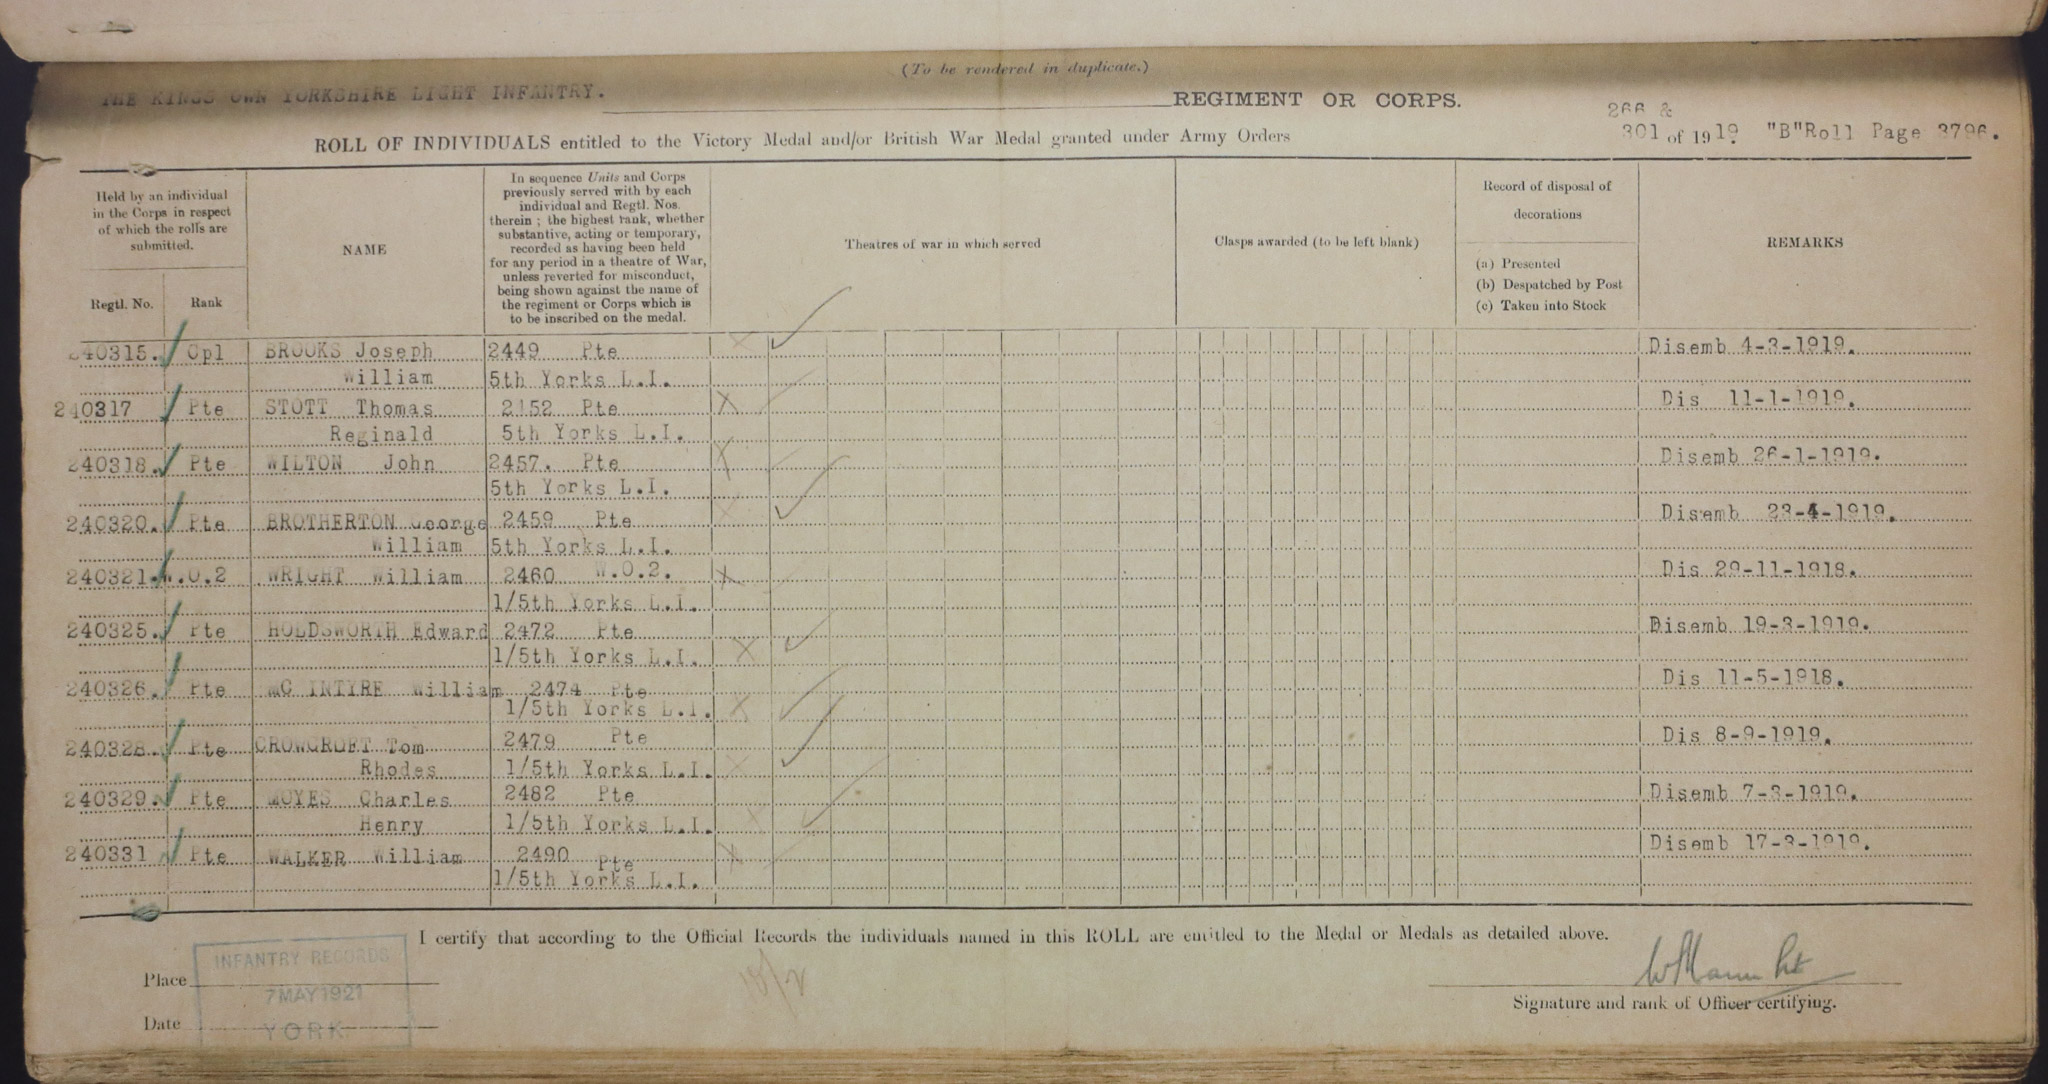 (To be rendered in duplicate.)
THE KINGS OWN YORKSHIRE LIGHT INFANTRY. REGIMENT OR CORPS.
266 &
ROLL OF INDIVIDUALS entitled to the Victory Medal and/or British War Medal granted under Army Orders 301 of 1919. "B"Roll Page 3796.
Held by an individual
in the Corps in respect
of which the rolls are
submitted.
Regtl. No. Rank
NAME
In sequence Units and Corps
previously served with by each
individual and Regtl. Nos.
therein ; the highest rank, whether
substantive, acting or temporary,
recorded as having been held
for any period in a theatre of War,
unless reverted for misconduct,
being shown against the name of
the regiment or Corps which is
to be inscribed on the medal.
Theatres of war in which served
Clasps awarded (to be left blank)
Record of disposal of
decorations
(a) Presented
(b) Despatched by Post
(c) Taken into Stock
REMARKS
240315. Cpl BROOKS Joseph 2449 Pte Disemb 4-3-1919.
William 5th Yorks L.I.
240317 Pte STOTT Thomas 2152 Pte Dis 11-1-1919.
Reginald 5th Yorks L.I.
240318. Pte WILTON John 2457. Pte Disemb 26-1-1919.
5th Yorks L.I.
240320. Pte BROTHERTON George 2459 Pte Disemb 23-4-1919.
William 5th Yorks L.I.
240321. W.O.2 WRIGHT William 2460 W.O.2. Dis 29-11-1918.
1/5th Yorks L.I.
240325. Pte HOLDSWORTH Edward 2472 Pte Disemb 19-3-1919.
1/5th Yorks L.I.
240326. Pte mC INTYRE William 2474 Pte Dis 11-5-1918.
1/5th Yorks L.I.
240328. Pte CROWCROFT Tom 2479 Pte Dis 8-9-1919.
Rhodes 1/5th Yorks L.I.
240329. Pte MOYES Charles 2482 Pte Disemb 7-3-1919.
Henry 1/5th Yorks L.I.
240331 Pte WALKER William 2490 Pte Disemb 17-3-1919.
1/5th Yorks L.I.
I certify that according to the Official Records the individuals named in this ROLL are entitled to the Medal or Medals as detailed above.
Place
Date
INFANTRY RECORDS
7 MAY 1921
YORK
Signature and rank of Officer certifying.